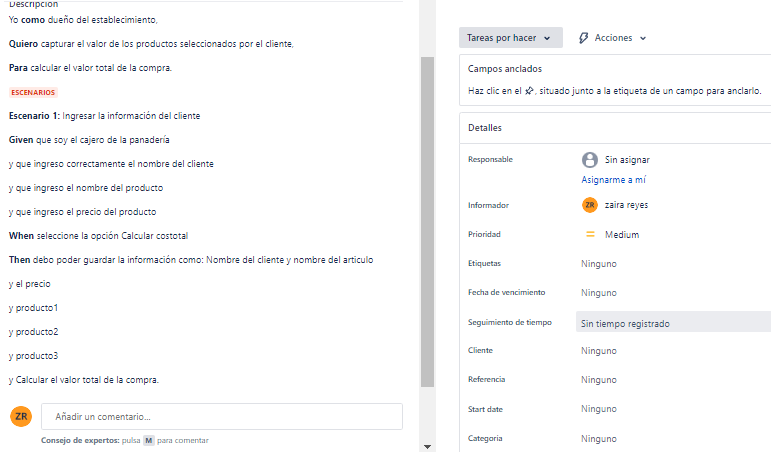 Descripción
Yo como dueño del establecimiento,
Quiero capturar el valor de los productos seleccionados por el cliente,
Para calcular el valor total de la compra.
ESCENARIOS
Escenario 1: Ingresar la información del cliente
Given que soy el cajero de la panadería
y que ingreso correctamente el nombre del cliente
y que ingreso el nombre del producto
y que ingreso el precio del producto
When seleccione la opción Calcular costotal
Then debo poder guardar la información como: Nombre del cliente y nombre del articulo
y el precio
y producto1
y producto2
y producto3
y Calcular el valor total de la compra.
ZR
Añadir un comentario...
Consejo de expertos: pulsa M para comentar
Tareas por hacer
Acciones
Campos anclados
Haz clic en el , situado junto a la etiqueta de un campo para anclarlo.
Detalles
Responsable
Sin asignar
Asignarme a mí
Informador
ZR zaira reyes
Prioridad
Medium
Etiquetas
Ninguno
Fecha de vencimiento
Ninguno
Seguimiento de tiempo
Sin tiempo registrado
Cliente
Ninguno
Referencia
Ninguno
Start date
Ninguno
Categoria
Ninguno